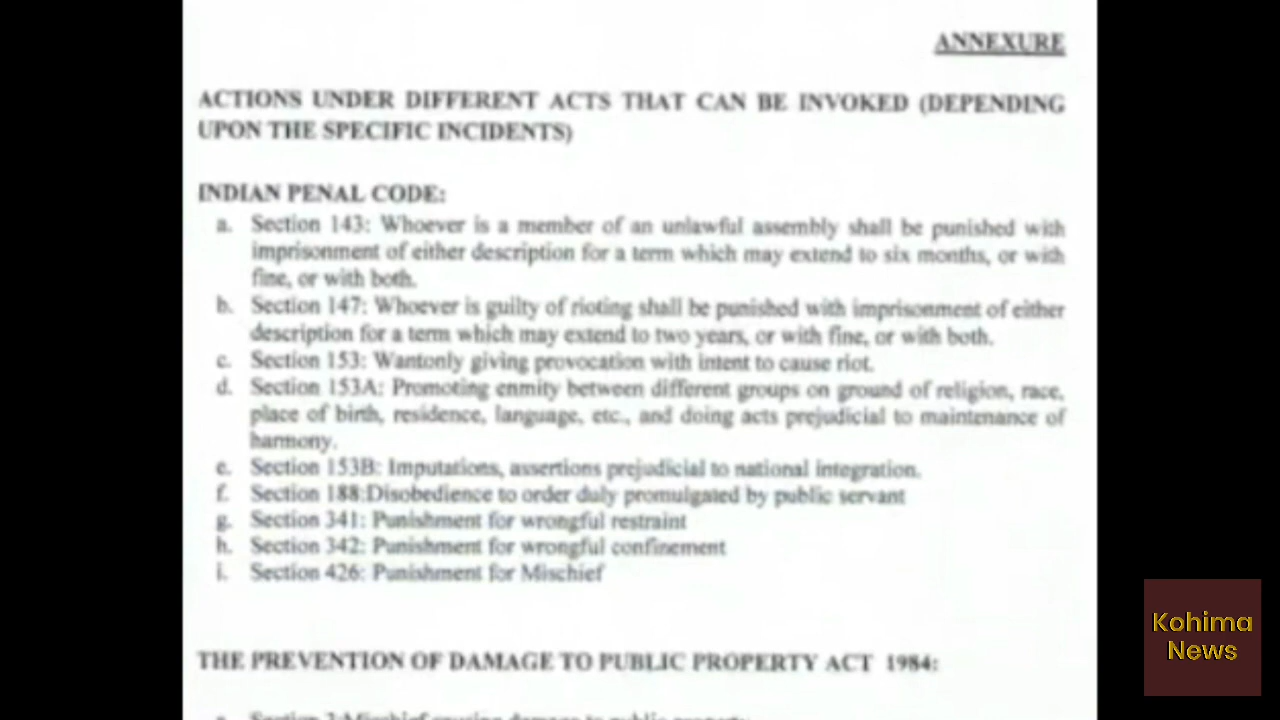 ANNEXURE
ACTIONS UNDER DIFFERENT ACTS THAT CAN BE INVOKED (DEPENDING
UPON THE SPECIFIC INCIDENTS)
INDIAN PENAL CODE:
a. Section 143: Whoever is a member of an unlawful assembly shall be punished with
imprisonment of either description for a term which may extend to six months, or with
fine, or with both.
b. Section 147: Whoever is guilty of rioting shall be punished with imprisonment of either
description for a term which may extend to two years, or with fine, or with both.
c. Section 153: Wantonly giving provocation with intent to cause riot.
d. Section 153A: Promoting enmity between different groups on ground of religion, race,
place of birth, residence, language, etc., and doing acts prejudicial to maintenance of
harmony.
e. Section 153B: Imputations, assertions prejudicial to national integration.
f. Section 188:Disobedience to order duly promulgated by public servant
g. Section 341: Punishment for wrongful restraint
h. Section 342: Punishment for wrongful confinement
i. Section 426: Punishment for Mischief
THE PREVENTION OF DAMAGE TO PUBLIC PROPERTY ACT 1984:
Kohima
News